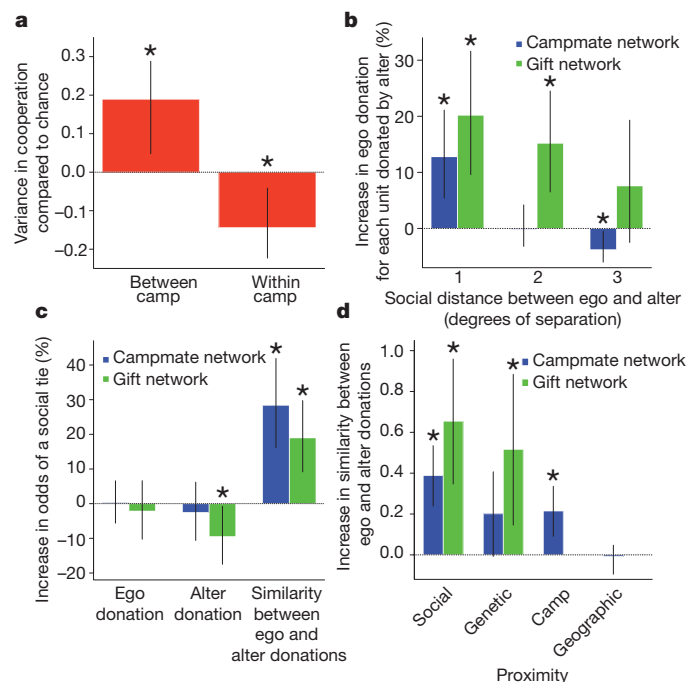 a
Variance in cooperation
compared to chance
0.3
0.2
0.1
0.0
−0.1
−0.2
*
*
Between
camp
Within
camp
b
Increase in ego donation
for each unit donated by alter (%)
30
20
10
0
Campmate network
Gift network
*
*
*
*
1
2
3
Social distance between ego and alter
(degrees of separation)
c
Increase in odds of a social tie (%)
40
30
20
10
0
−10
−20
Campmate network
Gift network
*
*
*
Ego
donation
Alter
donation
Similarity
between
ego and
alter donations
d
Increase in similarity between
ego and alter donations
1.0
0.8
0.6
0.4
0.2
0.0
Campmate network
Gift network
*
*
*
*
Social
Genetic
Camp
Geographic
Proximity